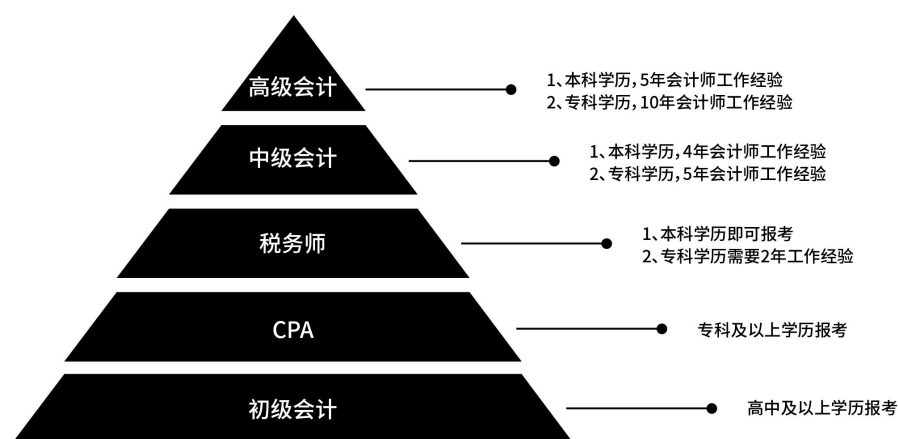 高级会计
1、本科学历，5年会计师工作经验
2、专科学历，10年会计师工作经验
中级会计
1、本科学历，4年会计师工作经验
2、专科学历，5年会计师工作经验
税务师
1、本科学历即可报考
2、专科学历需要2年工作经验
CPA
专科及以上学历报考
初级会计
高中及以上学历报考